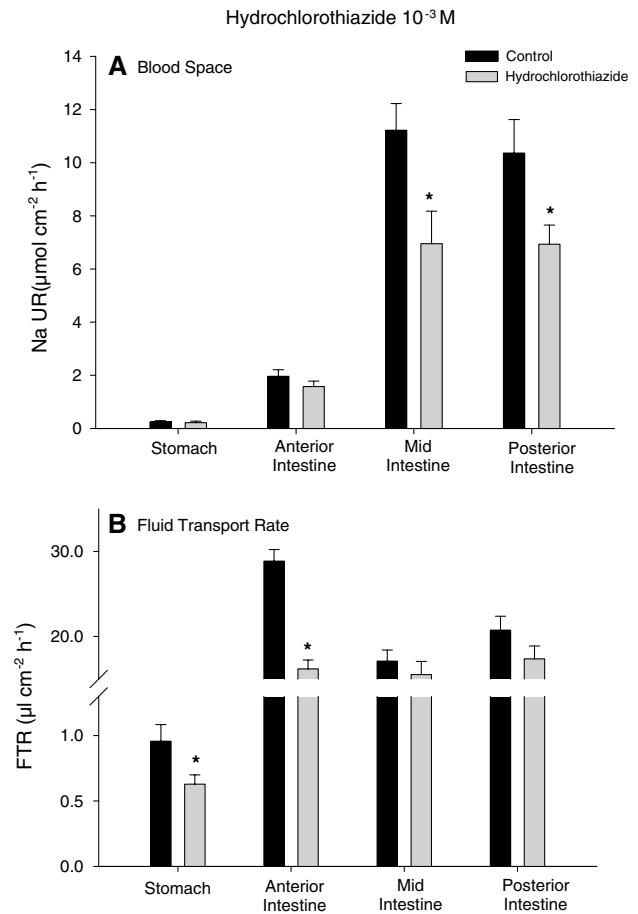 Hydrochlorothiazide 10⁻³ M
A Blood Space
Control
Hydrochlorothiazide
Na UR(µmol cm⁻² h⁻¹)
14
12
10
8
6
4
2
0
*
*
Stomach
Anterior
Intestine
Mid
Intestine
Posterior
Intestine
B Fluid Transport Rate
FTR (µl cm⁻² h⁻¹)
30.0
20.0
1.0
0.5
0.0
*
*
Stomach
Anterior
Intestine
Mid
Intestine
Posterior
Intestine